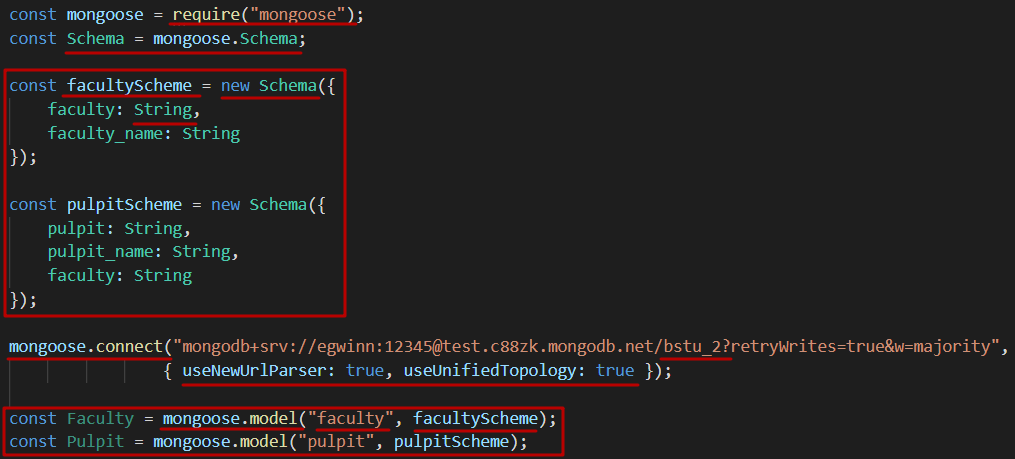 const mongoose = require("mongoose");
const Schema = mongoose.Schema;
const facultyScheme = new Schema({
faculty: String,
faculty_name: String
});
const pulpitScheme = new Schema({
pulpit: String,
pulpit_name: String,
faculty: String
});
mongoose.connect("mongodb+srv://egwinn:12345@test.c88zk.mongodb.net/bstu_2?retryWrites=true&w=majority",
{ useNewUrlParser: true, useUnifiedTopology: true });
const Faculty = mongoose.model("faculty", facultyScheme);
const Pulpit = mongoose.model("pulpit", pulpitScheme);